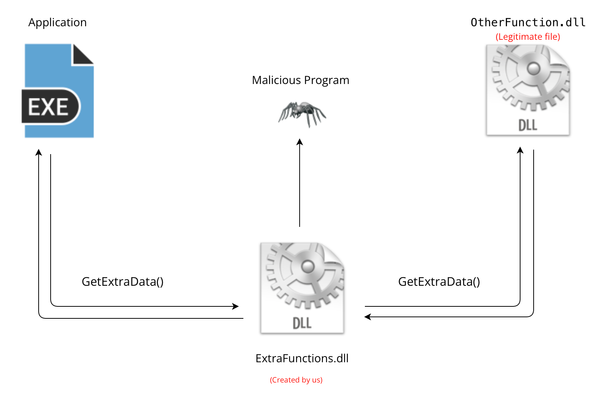 Application
OtherFunction.dll
(Legitimate file)
EXE
Malicious Program
DLL
GetExtraData()
GetExtraData()
DLL
ExtraFunctions.dll
(Created by us)